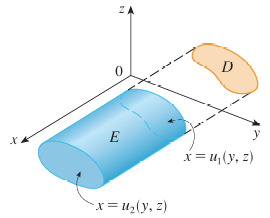 z
0
D
x
E
y
x = u₁(y, z)
x = u₂(y, z)